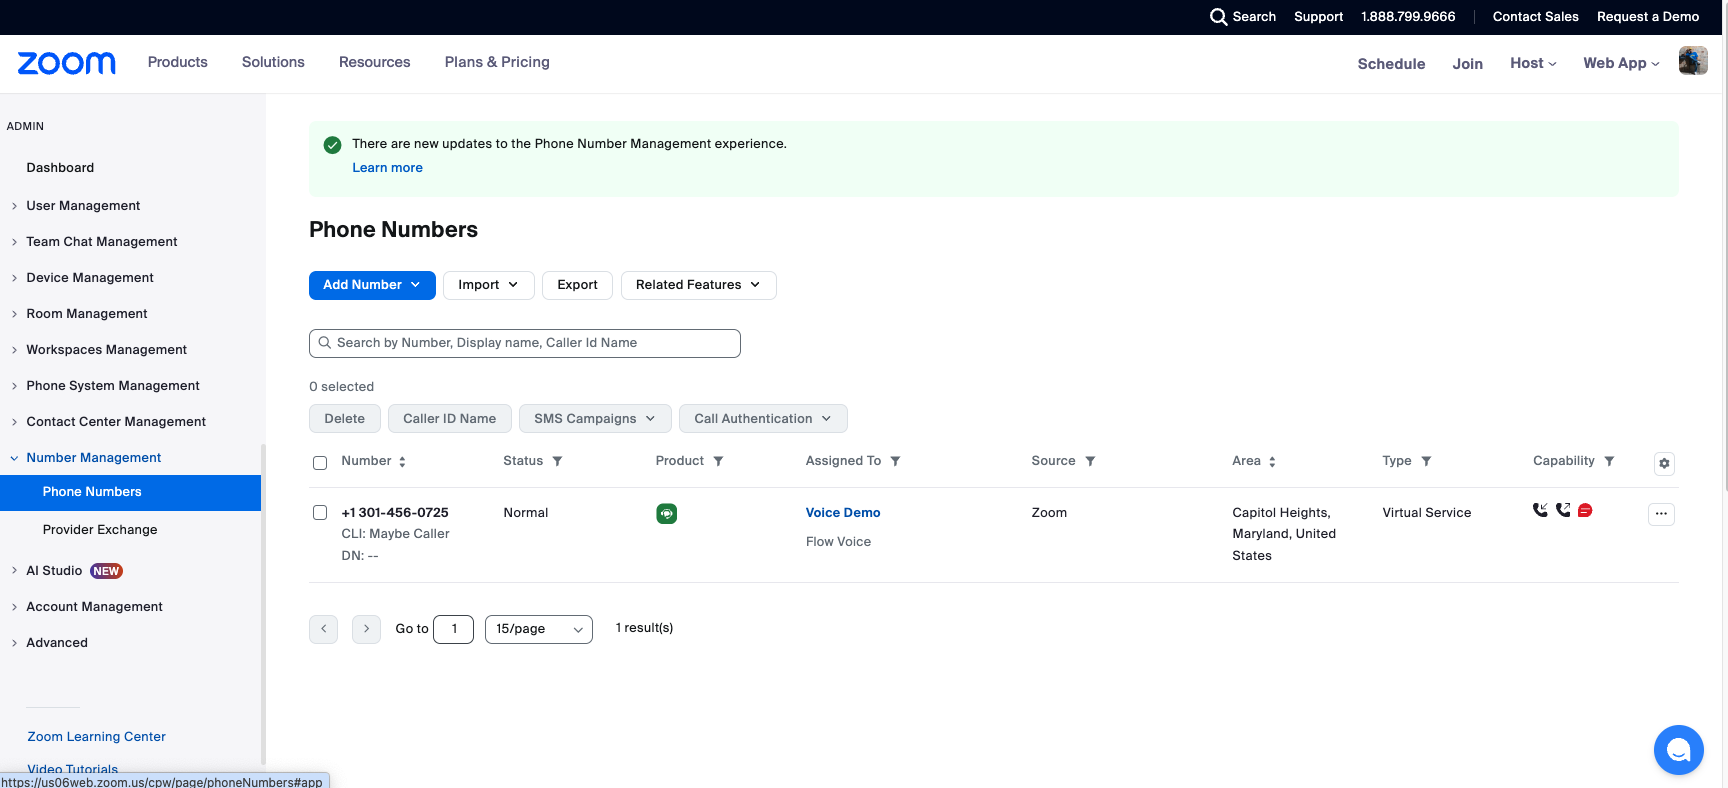 Search Support 1.888.799.9666 Contact Sales Request a Demo
zoom Products Solutions Resources Plans & Pricing Schedule Join Host Web App
ADMIN
Dashboard
User Management
Team Chat Management
Device Management
Room Management
Workspaces Management
Phone System Management
Contact Center Management
Number Management
Phone Numbers
Provider Exchange
AI Studio NEW
Account Management
Advanced
Zoom Learning Center
Video Tutorials
https://us06web.zoom.us/cpw/page/phoneNumbers#app
There are new updates to the Phone Number Management experience.
Learn more
Phone Numbers
Add Number Import Export Related Features
Search by Number, Display name, Caller Id Name
0 selected
Delete Caller ID Name SMS Campaigns Call Authentication
Number Status Product Assigned To Source Area Type Capability
+1 301-456-0725 Normal Voice Demo Zoom Capitol Heights, Virtual Service
CLI: Maybe Caller Flow Voice Maryland, United
DN: -- States
Go to 1 15/page 1 result(s)